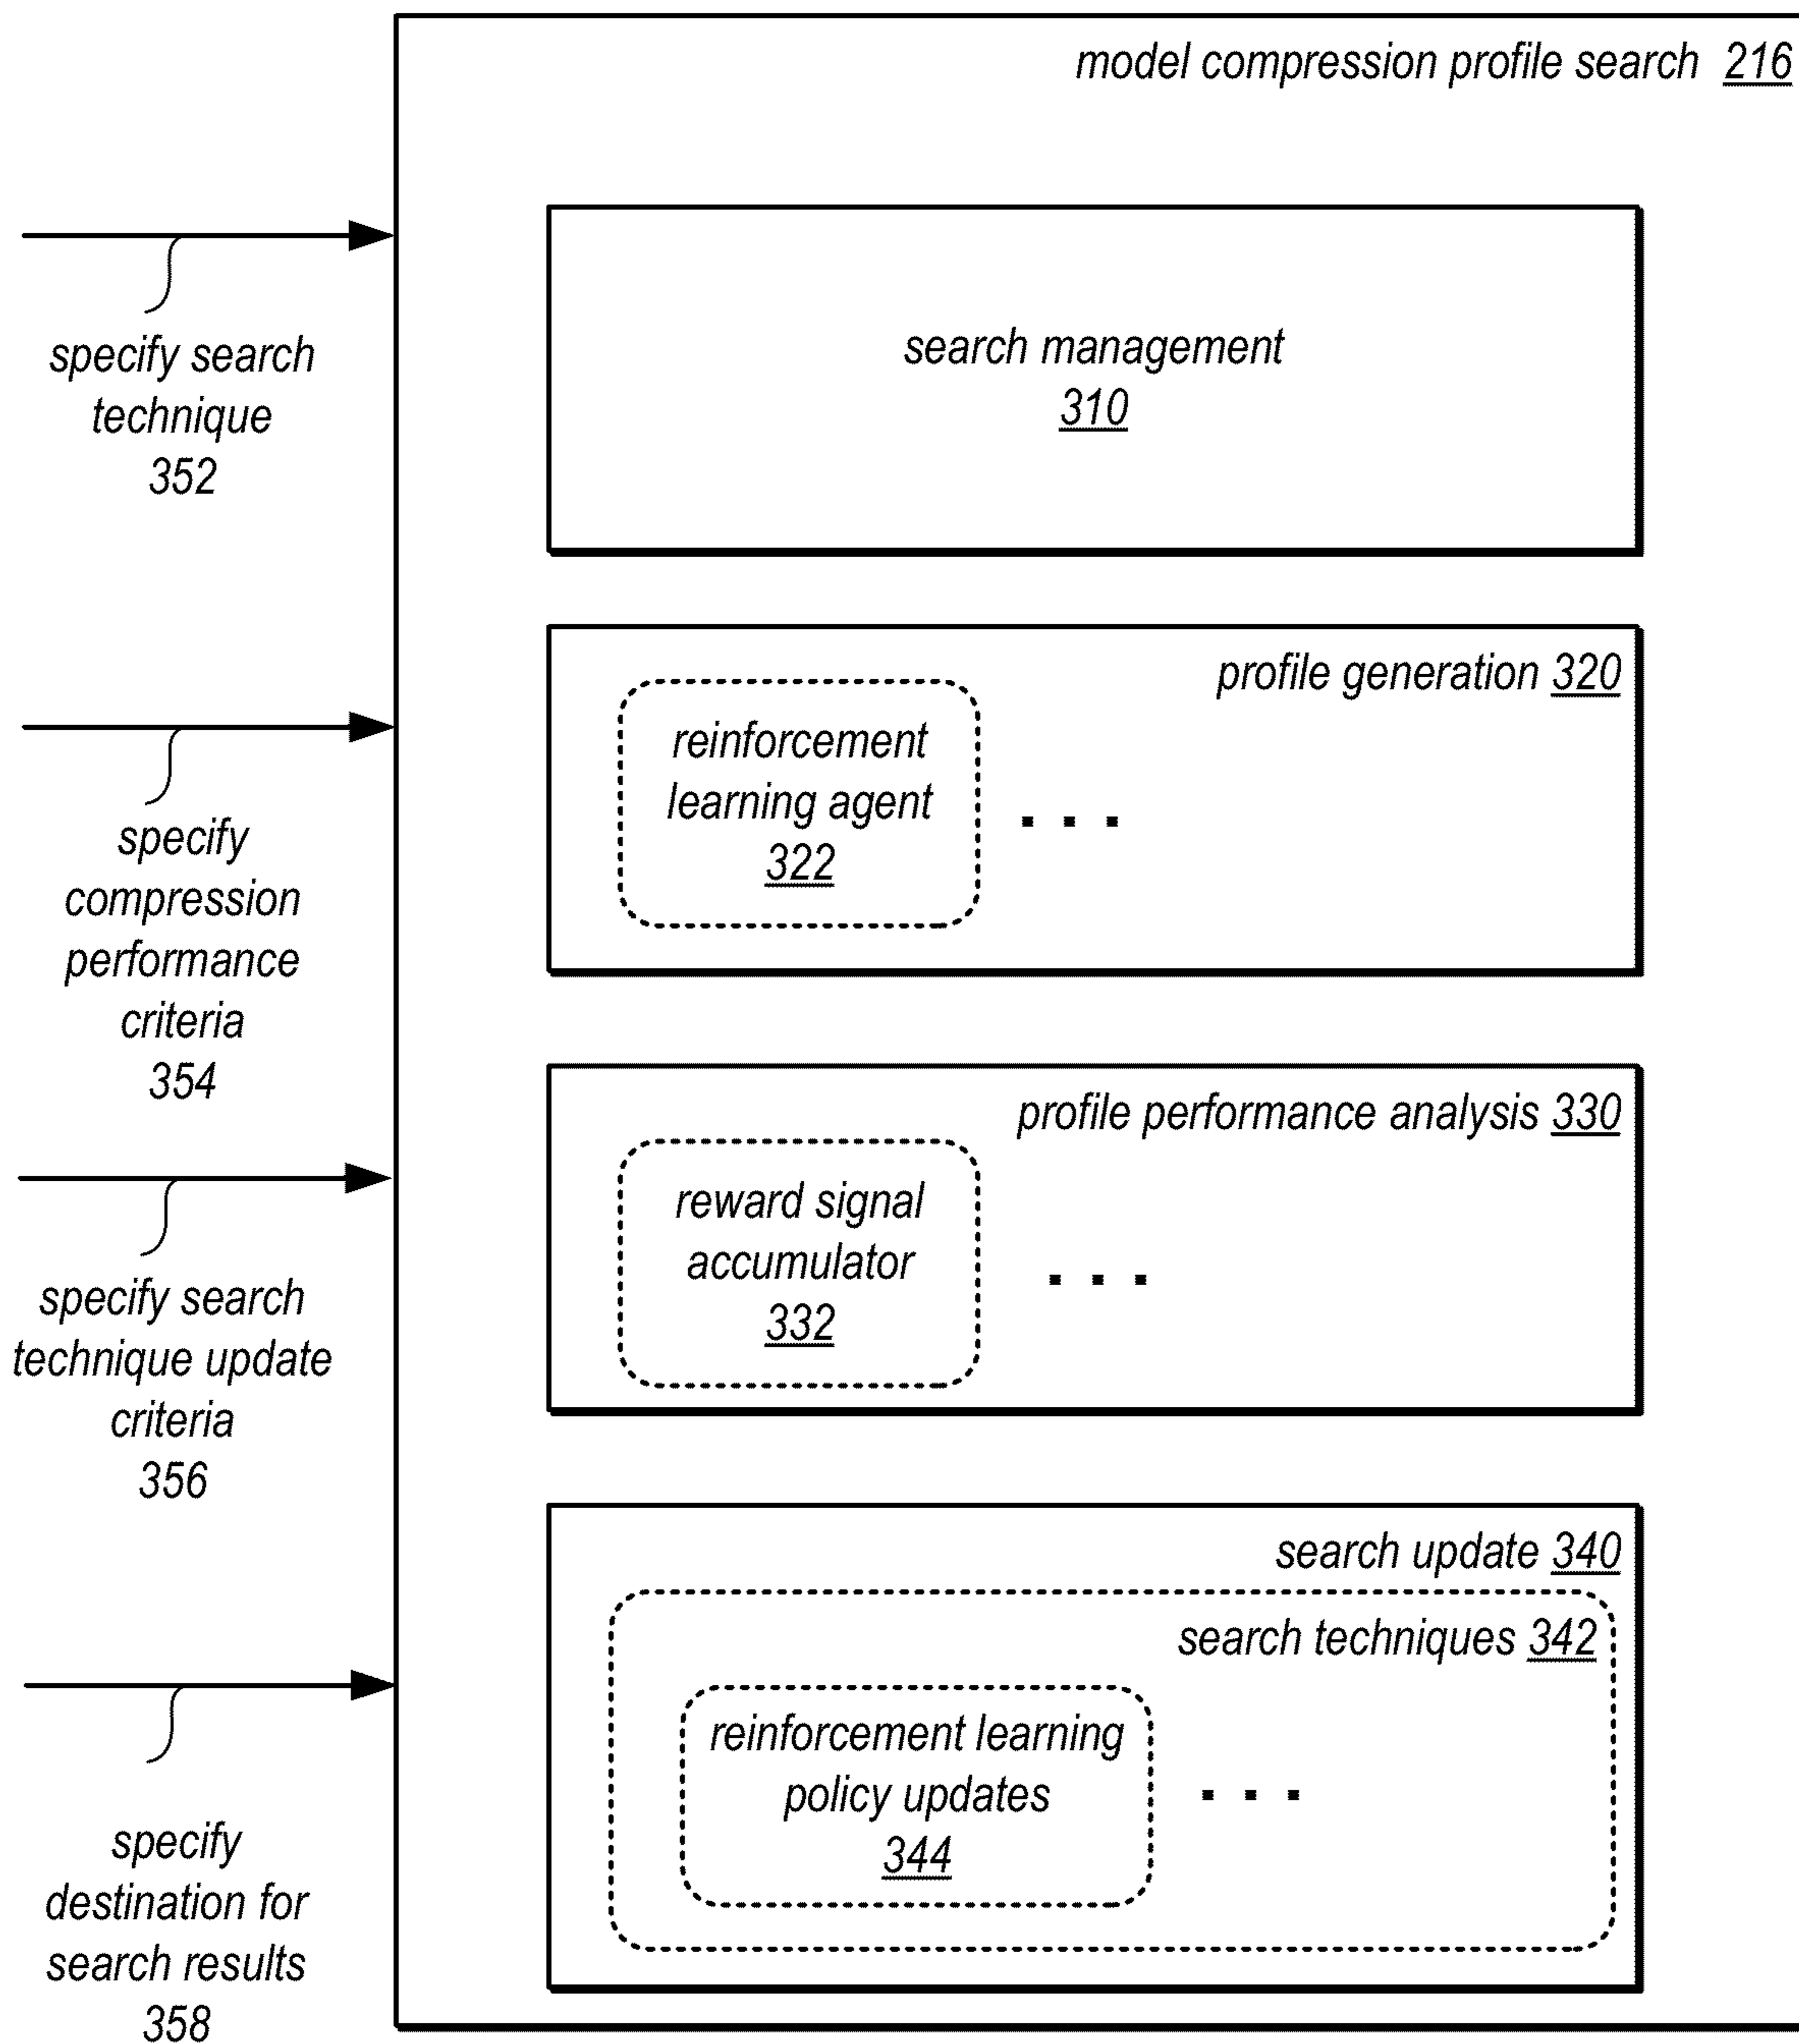 model compression profile search 216
specify search
technique
352
search management
310
specify
compression
performance
criteria
354
profile generation 320
reinforcement
learning agent
322
. . .
specify search
technique update
criteria
356
profile performance analysis 330
reward signal
accumulator
332
. . .
specify
destination for
search results
358
search update 340
search techniques 342
reinforcement learning
policy updates
344
. . .